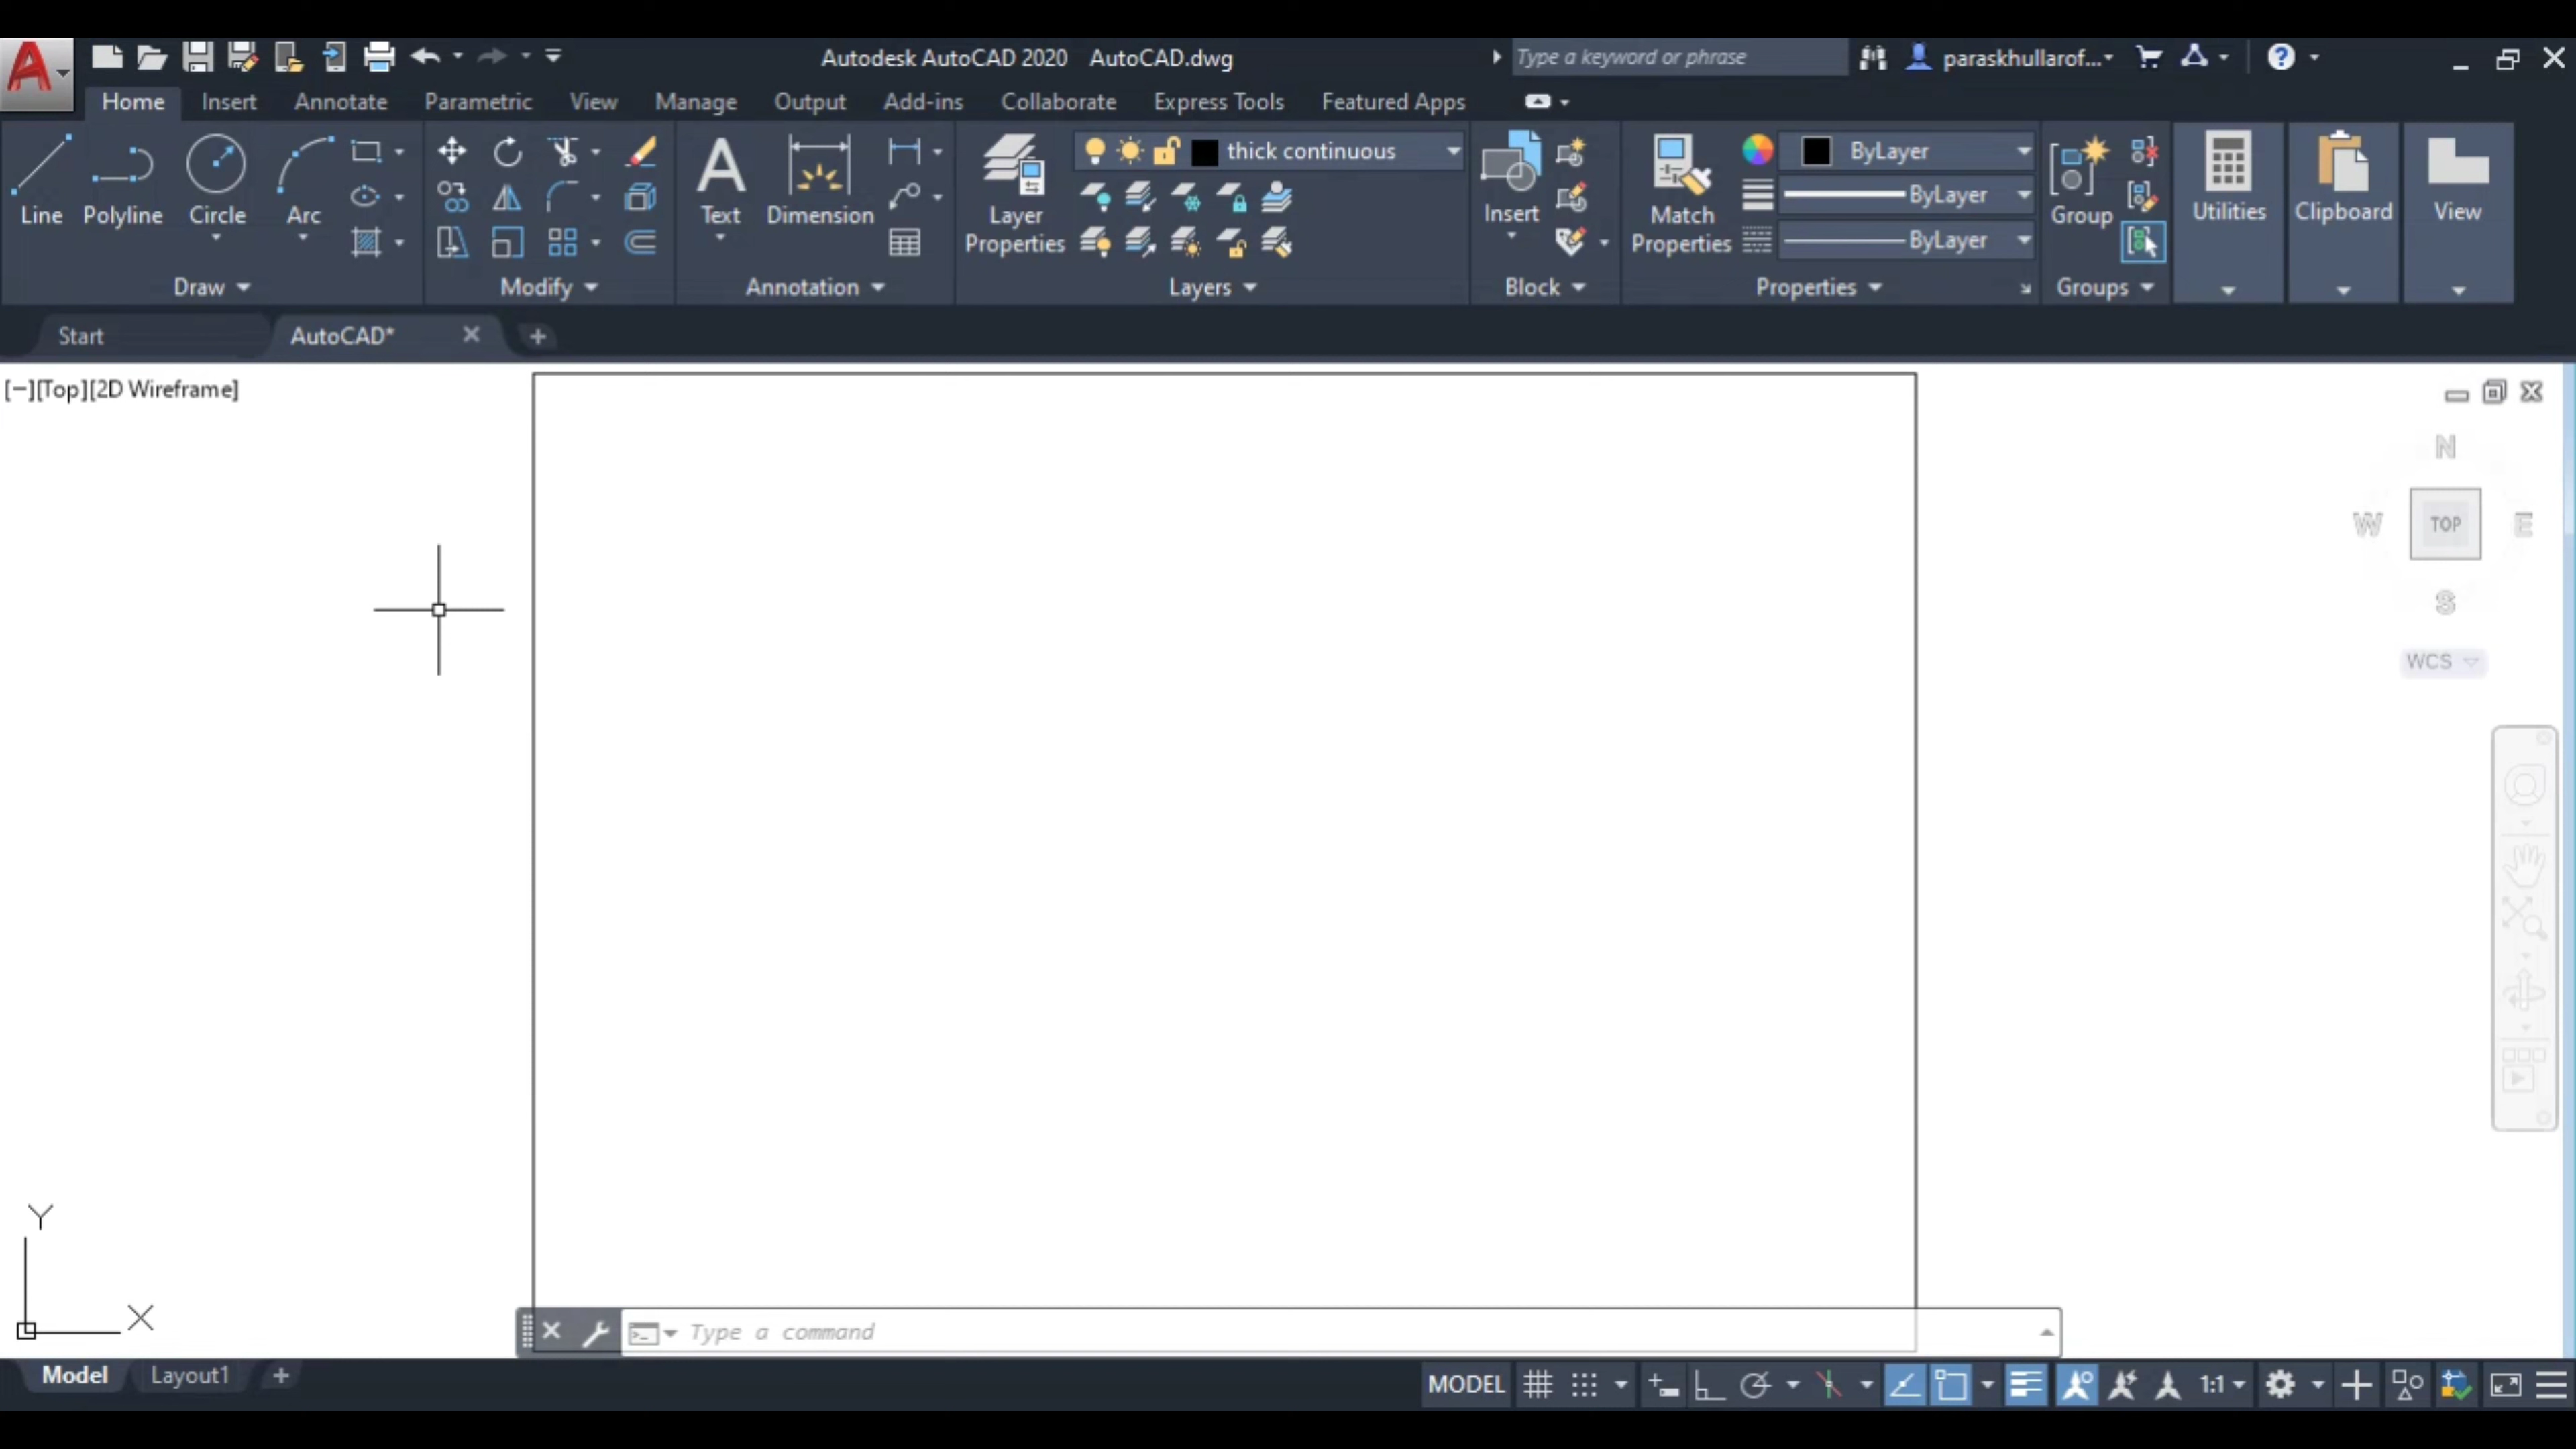 Autodesk AutoCAD 2020 AutoCAD.dwg
Type a keyword or phrase
paraskhullarof...
Home Insert Annotate Parametric View Manage Output Add-ins Collaborate Express Tools Featured Apps
thick continuous
ByLayer
ByLayer
ByLayer
Line Polyline Circle Arc
Text Dimension
Layer Properties
Insert
Match Properties
Group
Utilities Clipboard View
Draw Modify Annotation Layers Block Properties Groups
Start AutoCAD*
[−][Top][2D Wireframe]
N
W TOP E
S
WCS
Y
X
Type a command
Model Layout1
MODEL 1:1